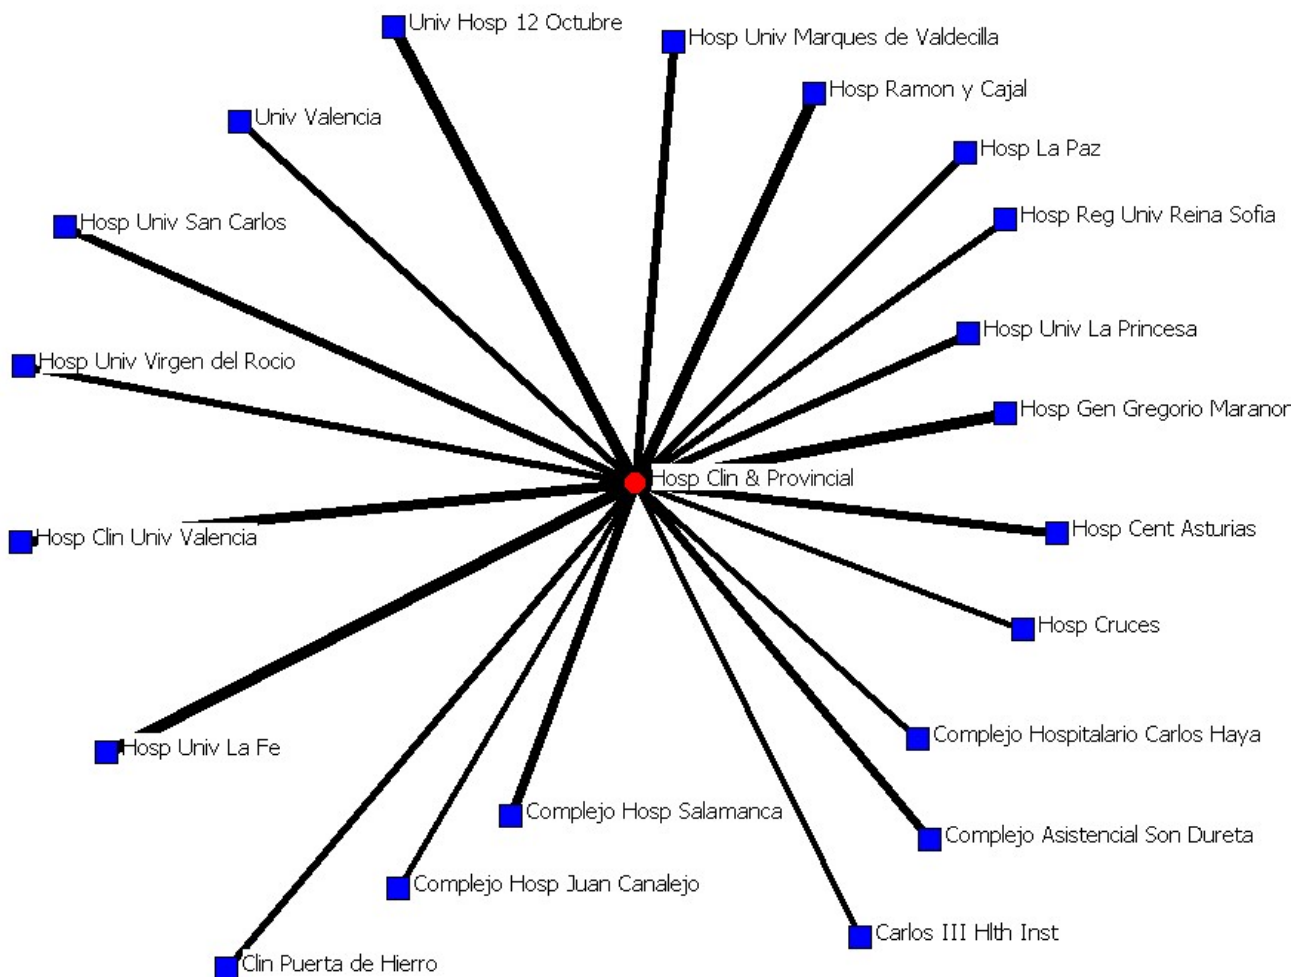 Univ Hosp 12 Octubre
Hosp Univ Marques de Valdecilla
Hosp Ramon y Cajal
Univ Valencia
Hosp La Paz
Hosp Univ San Carlos
Hosp Reg Univ Reina Sofia
Hosp Univ La Princesa
Hosp Univ Virgen del Rocio
Hosp Gen Gregorio Maranon
Hosp Clin & Provincial
Hosp Clin Univ Valencia
Hosp Cent Asturias
Hosp Cruces
Complejo Hospitalario Carlos Haya
Hosp Univ La Fe
Complejo Hosp Salamanca
Complejo Asistencial Son Dureta
Complejo Hosp Juan Canalejo
Carlos III Hlth Inst
Clin Puerta de Hierro